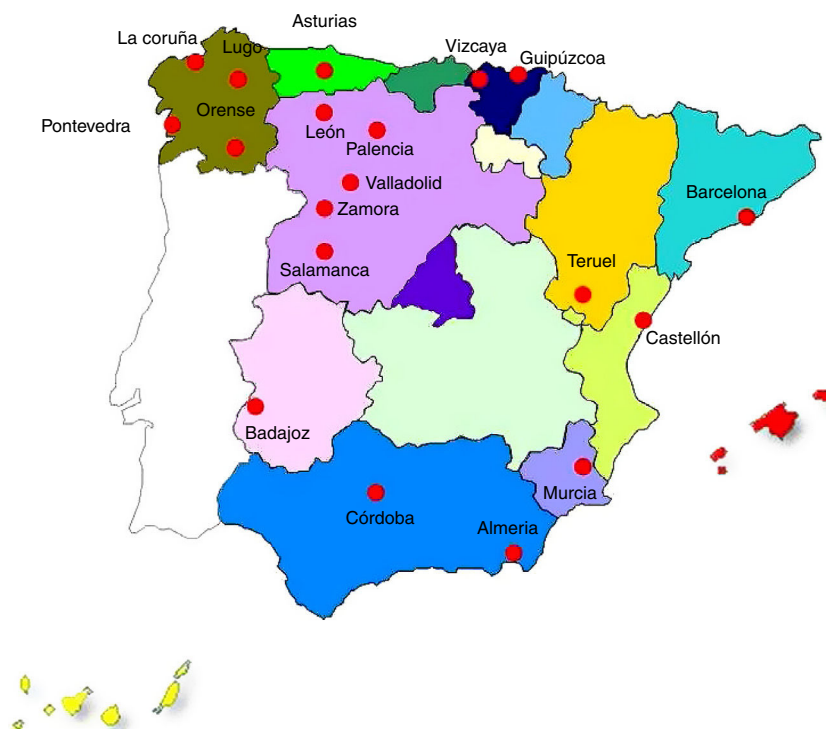 Asturias
La coruña
Lugo
Vizcaya
Guipúzcoa
Orense
Pontevedra
León
Palencia
Valladolid
Barcelona
Zamora
Salamanca
Teruel
Castellón
Badajoz
Murcia
Córdoba
Almeria